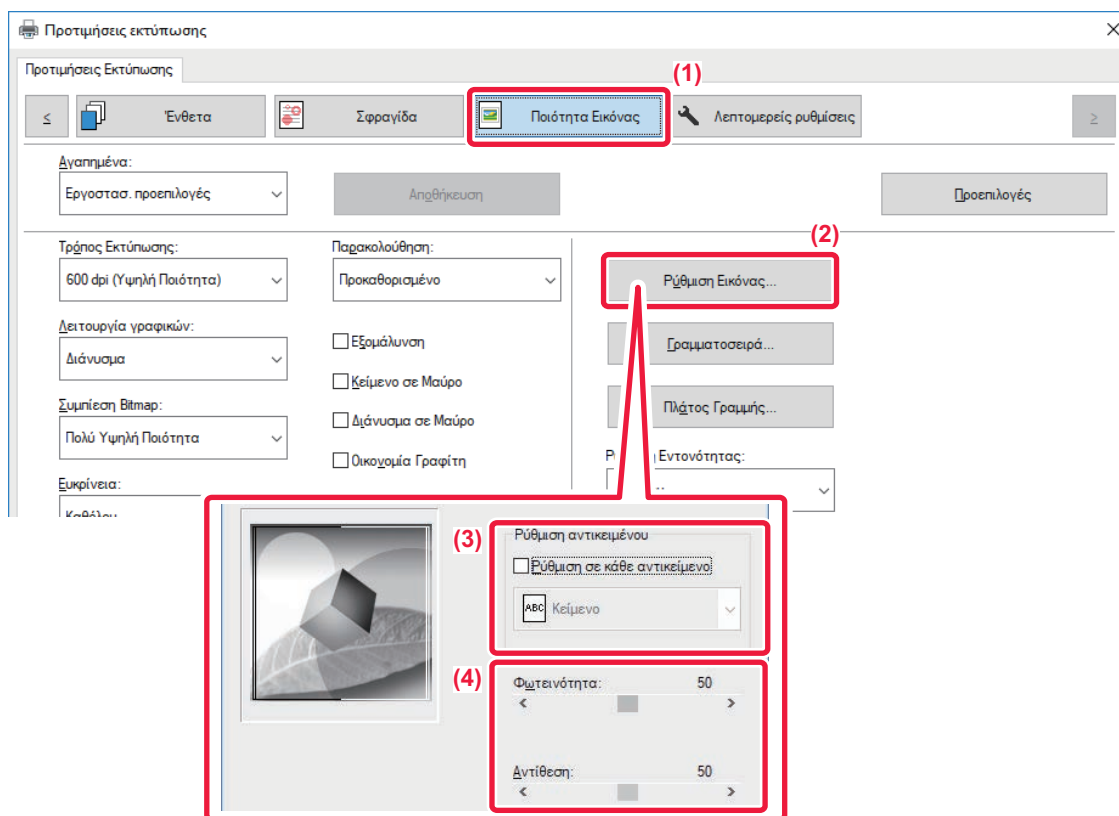 Προτιμήσεις εκτύπωσης
Προτιμήσεις Εκτύπωσης
(1)
≤ Ένθετα Σφραγίδα Ποιότητα Εικόνας Λεπτομερείς ρυθμίσεις ≥
Αγαπημένα:
Εργοστασ. προεπιλογές Αποθήκευση Προεπιλογές
(2)
Τρόπος Εκτύπωσης: Παρακολούθηση:
600 dpi (Υψηλή Ποιότητα) Προκαθορισμένο Ρύθμιση Εικόνας...
Λειτουργία γραφικών:
Διάνυσμα Εξομάλυνση Γραμματοσειρά...
Κείμενο σε Μαύρο
Συμπίεση Bitmap:
Πολύ Υψηλή Ποιότητα Διάνυσμα σε Μαύρο Πλάτος Γραμμής...
Οικονομία Γραφίτη Εντονότητας:
Ευκρίνεια:
Καθόλου
(3) Ρύθμιση αντικειμένου
Ρύθμιση σε κάθε αντικείμενο
ABC Κείμενο
(4) Φωτεινότητα: 50
< >
Αντίθεση: 50
< >